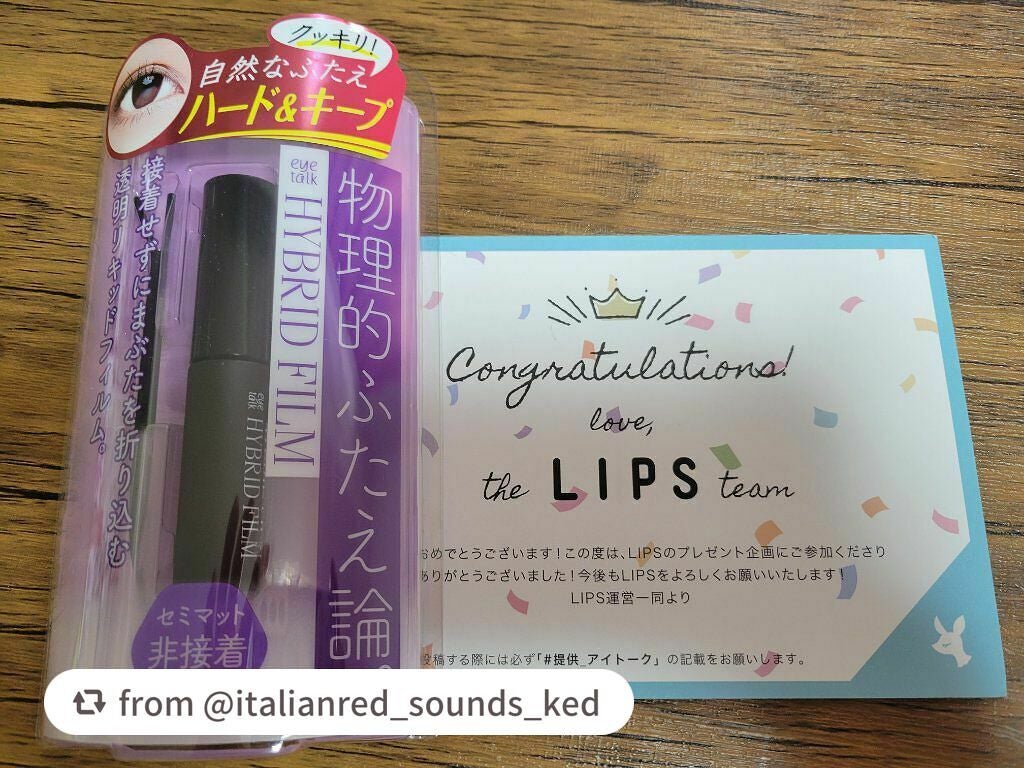 クッキリ!
自然なふたえ
ハード&キープ
eye
talk
HYBRID FILM
物理的ふたえ論。
接着せずにまぶたを折り込む
透明リキッドフィルム。
eye
talk
HYBRID FILM
セミマット
非接着
Congratulations!
love,
the LIPS team
おめでとうございます!この度は、LIPSのプレゼント企画にご参加くださり
ありがとうございました!今後もLIPSをよろしくお願いいたします!
LIPS運営一同より
投稿する際には必ず「#提供_アイトーク」の記載をお願いします。
from @italianred_sounds_ked